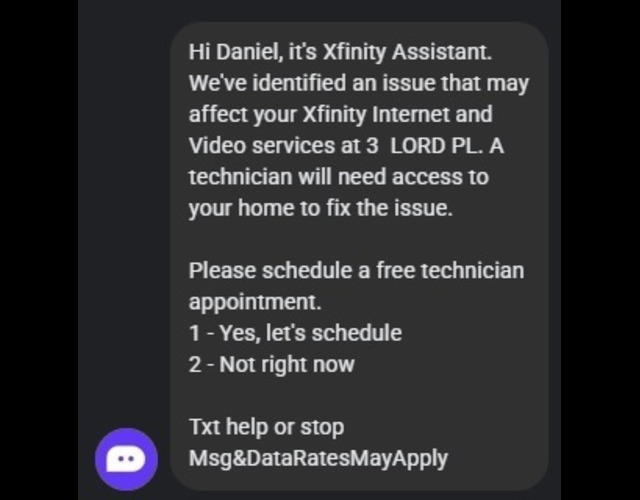 Hi Daniel, it's Xfinity Assistant.
We've identified an issue that may
affect your Xfinity Internet and
Video services at 3  LORD PL. A
technician will need access to
your home to fix the issue.
Please schedule a free technician
appointment.
1 - Yes, let's schedule
2 - Not right now
Txt help or stop
Msg&DataRatesMayApply